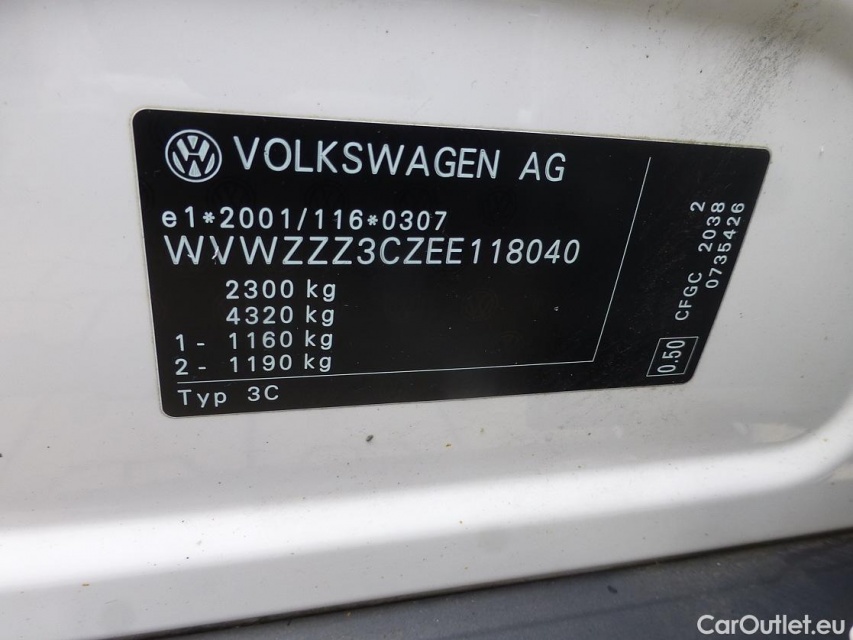 VOLKSWAGEN AG
e1*2001/116*0307
WVWZZZ3CZEE118040
2300 kg
4320 kg
1 - 1160 kg
2 - 1190 kg
Typ 3C
2
CFGC 2038
0735426
0.50
CarOutlet.eu